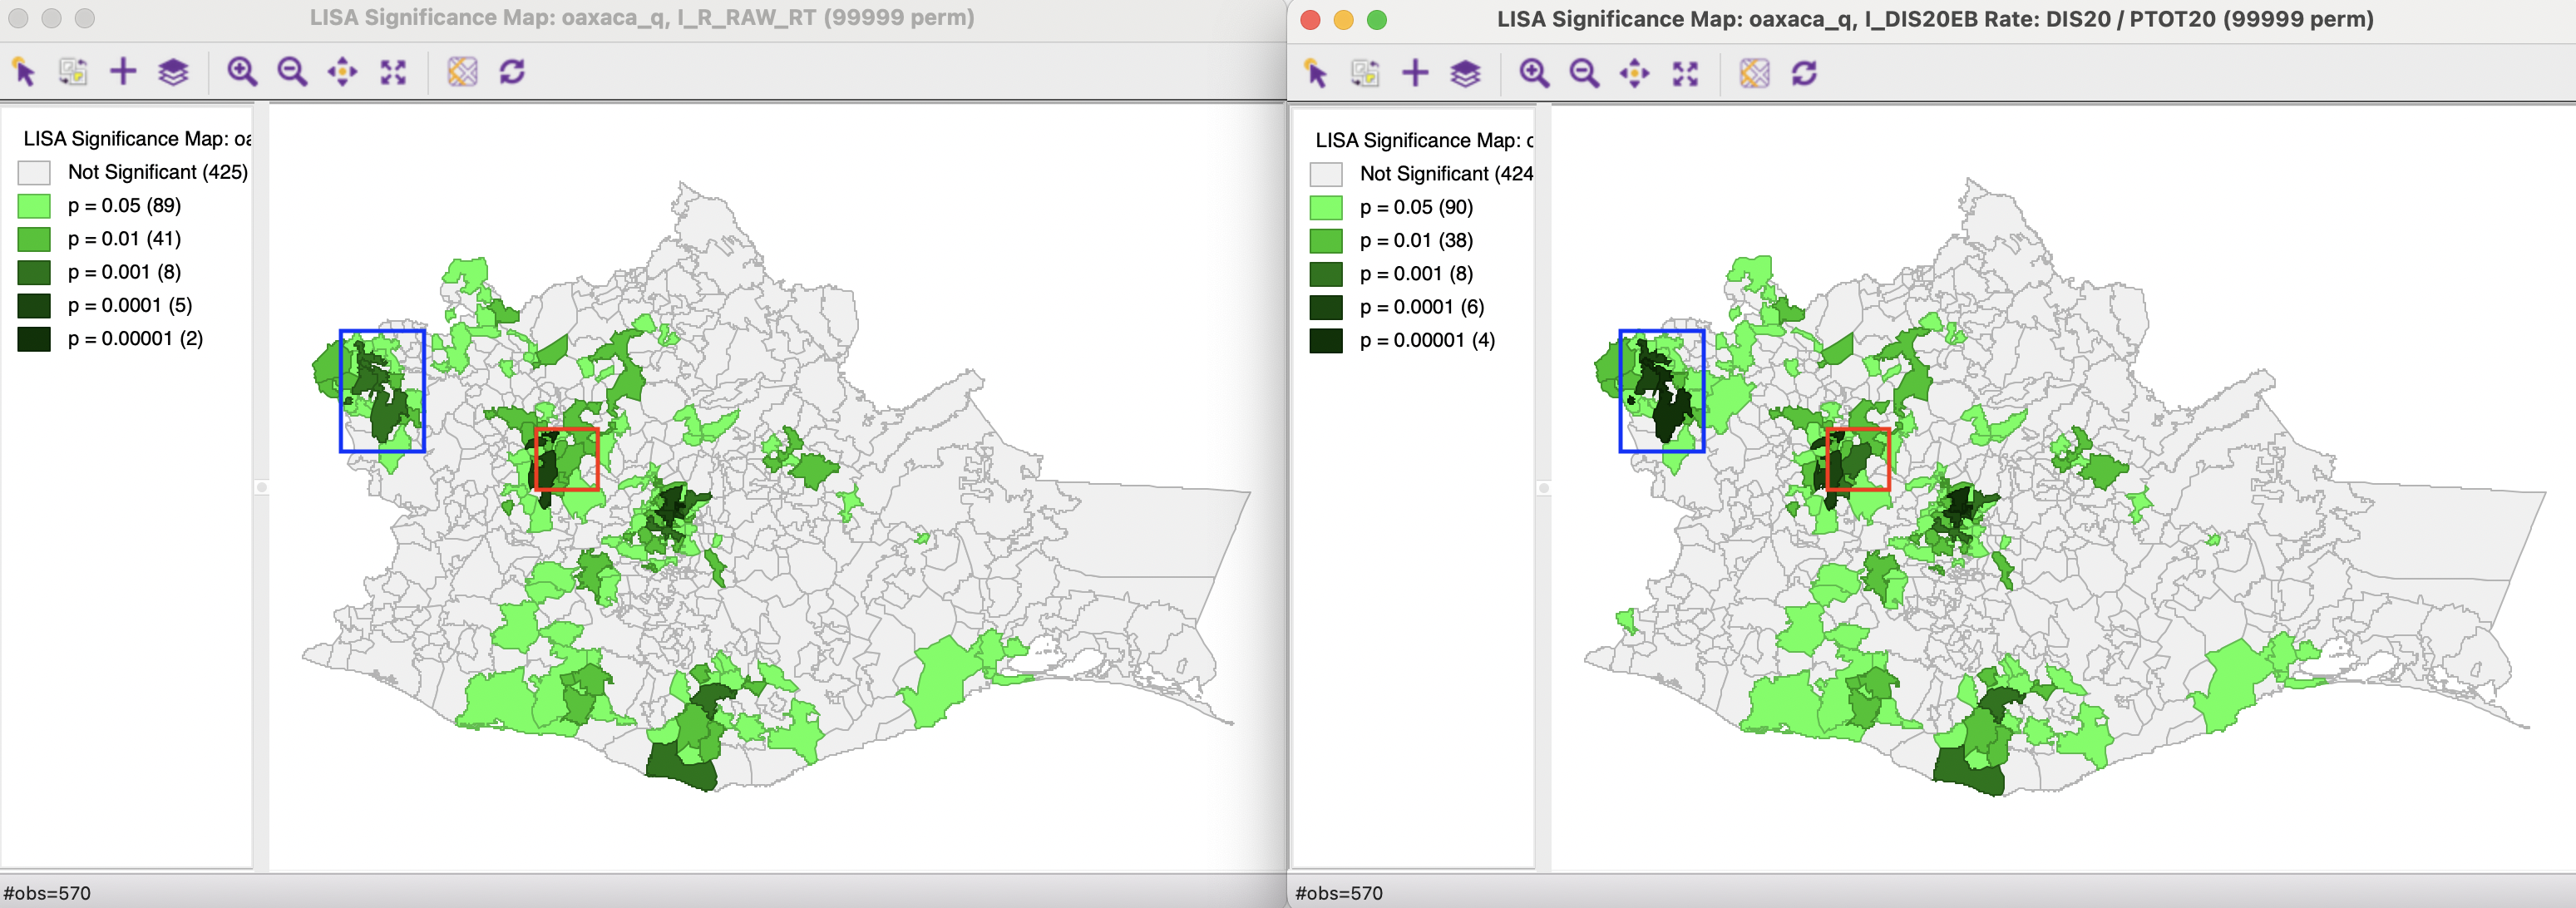 LISA Significance Map: oaxaca_q, I_R_RAW_RT (99999 perm)
LISA Significance Map: oa
Not Significant (425)
p = 0.05 (89)
p = 0.01 (41)
p = 0.001 (8)
p = 0.0001 (5)
p = 0.00001 (2)
#obs=570
LISA Significance Map: oaxaca_q, I_DIS20EB Rate: DIS20 / PTOT20 (99999 perm)
LISA Significance Map: o
Not Significant (424
p = 0.05 (90)
p = 0.01 (38)
p = 0.001 (8)
p = 0.0001 (6)
p = 0.00001 (4)
#obs=570